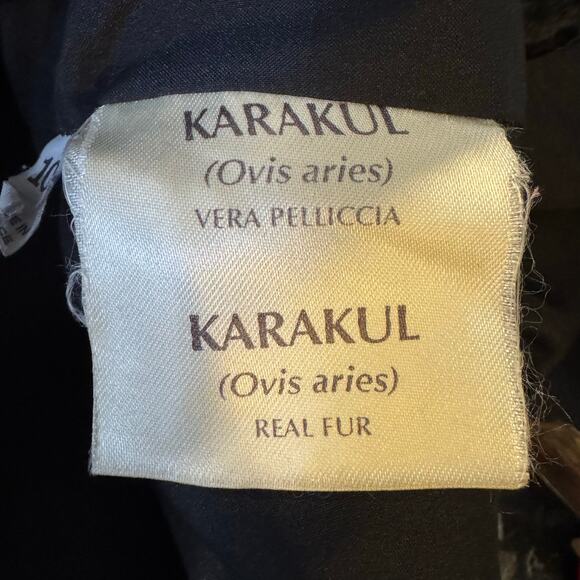 KARAKUL
(Ovis aries)
VERA PELLICCIA
KARAKUL
(Ovis aries)
REAL FUR